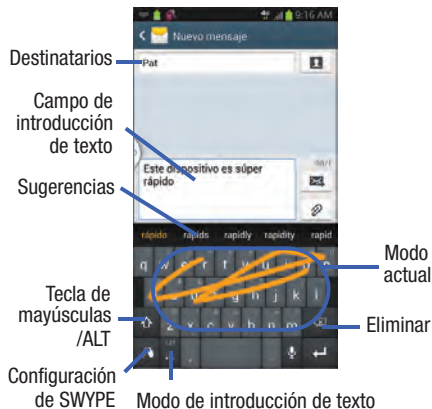 9:16 AM
Nuevo mensaje
Destinatarios
Pat
Campo de
introducción
de texto
Este dispositivo es súper
rápido
Sugerencias
rápido rapids rapidly rapidity rapid
Modo
actual
Tecla de
mayúsculas
/ALT
z x c v b n m
Eliminar
Configuración
de SWYPE
Modo de introducción de texto